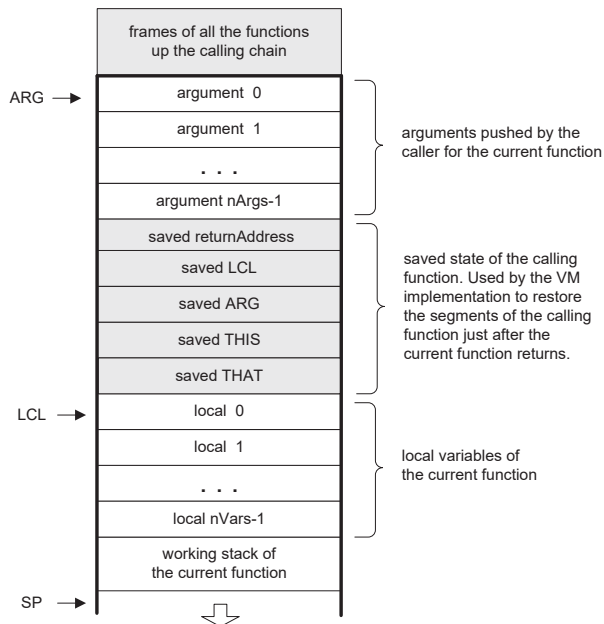 frames of all the functions
up the calling chain
ARG
argument 0
argument 1
. . .
argument nArgs-1
arguments pushed by the
caller for the current function
saved returnAddress
saved LCL
saved ARG
saved THIS
saved THAT
saved state of the calling
function. Used by the VM
implementation to restore
the segments of the calling
function just after the
current function returns.
LCL
local 0
local 1
. . .
local nVars-1
local variables of
the current function
working stack of
the current function
SP